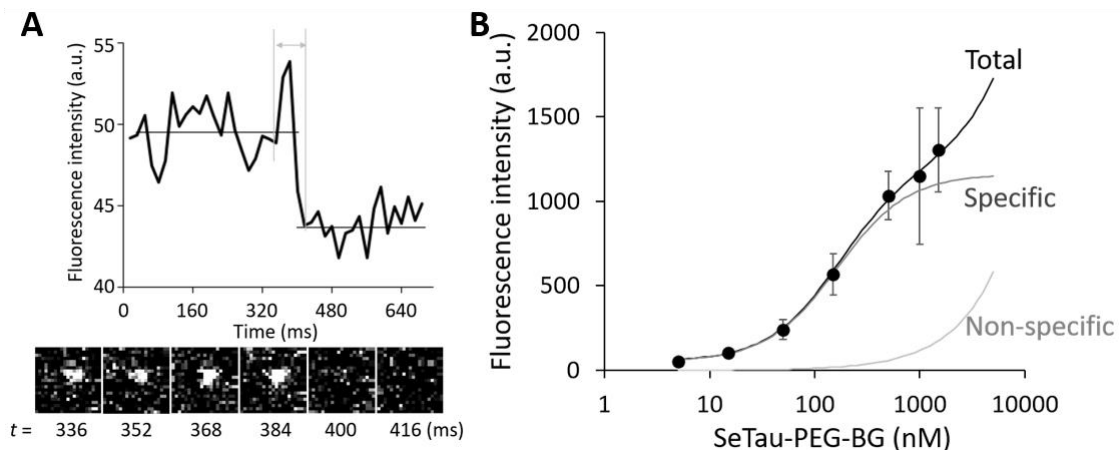 A
Fluorescence intensity (a.u.)
55
50
45
40
0 160 320 480 640
Time (ms)
t = 336 352 368 384 400 416 (ms)
B
Fluorescence intensity (a.u.)
2000
1500
1000
500
0
1 10 100 1000 10000
SeTau-PEG-BG (nM)
Total
Specific
Non-specific